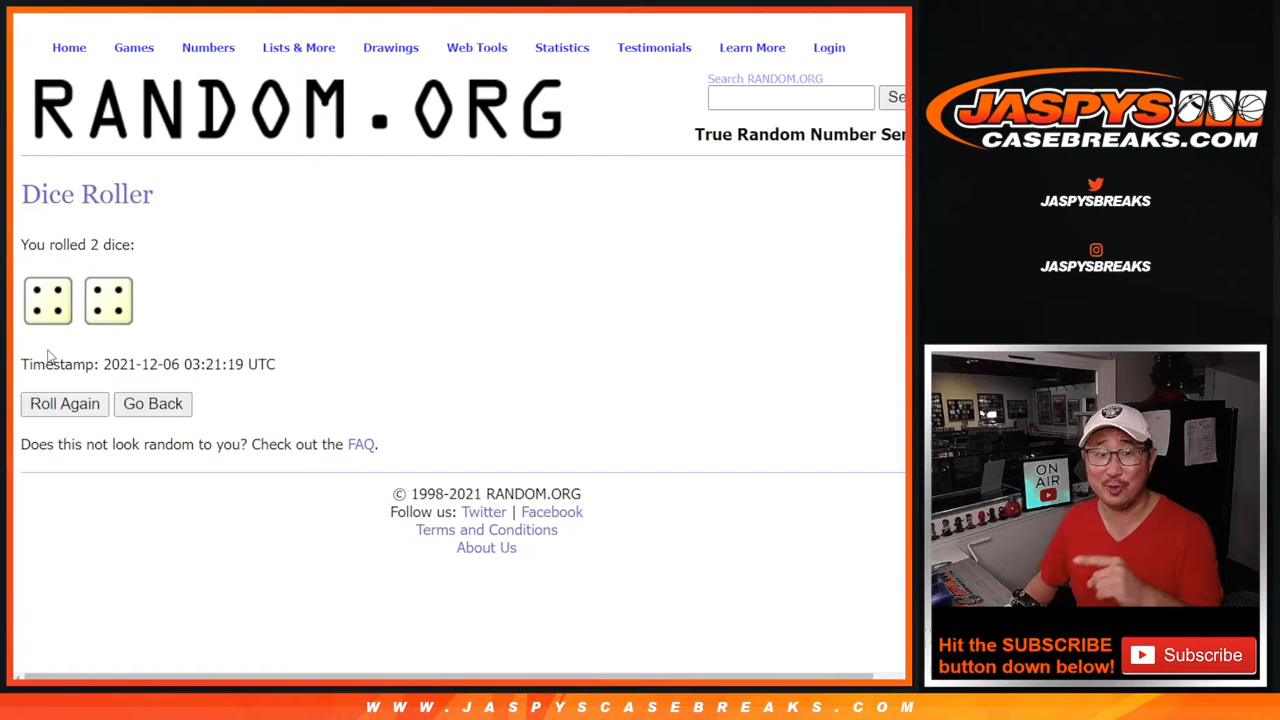 Home Games Numbers Lists & More Drawings Web Tools Statistics Testimonials Learn More Login
RANDOM.ORG
Search RANDOM.ORG
Se
True Random Number Ser
Dice Roller
You rolled 2 dice:
Timestamp: 2021-12-06 03:21:19 UTC
Roll Again Go Back
Does this not look random to you? Check out the FAQ.
© 1998-2021 RANDOM.ORG
Follow us: Twitter | Facebook
Terms and Conditions
About Us
JASPYS
CASEBREAKS.COM
JASPYSBREAKS
JASPYSBREAKS
ON
AIR
Hit the SUBSCRIBE
button down below!
Subscribe
WWW.JASPYSCASEBREAKS.COM